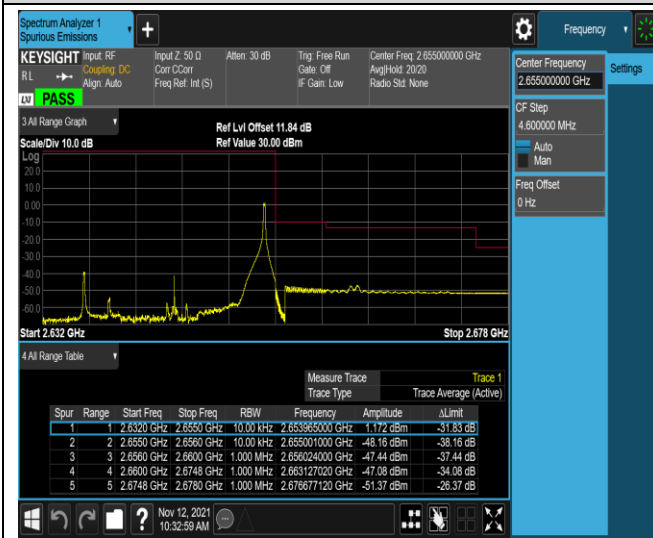 Spectrum Analyzer 1
Spurious Emissions
Frequency
KEYSIGHT Input: RF
Input Z: 50 Ω
Atten: 30 dB
Trig: Free Run
Center Freq: 2.655000000 GHz
RL
Coupling: DC
Corr CCorr
Gate: Off
Avg|Hold: 20/20
Align: Auto
Freq Ref: Int (S)
IF Gain: Low
Radio Std: None
LNI PASS
Center Frequency
2.655000000 GHz
Settings
CF Step
4.600000 MHz
Auto
Man
Freq Offset
0 Hz
3 All Range Graph
Ref Lvl Offset 11.84 dB
Scale/Div 10.0 dB
Ref Value 30.00 dBm
Log
20.0
10.0
0.00
-10.0
-20.0
-30.0
-40.0
-50.0
-60.0
Start 2.632 GHz
Stop 2.678 GHz
4 All Range Table
Measure Trace Trace 1
Trace Type Trace Average (Active)
Spur Range Start Freq Stop Freq RBW Frequency Amplitude ΔLimit
1 1 2.6320 GHz 2.6550 GHz 10.00 kHz 2.653965000 GHz 1.172 dBm -31.83 dB
2 2 2.6550 GHz 2.6560 GHz 10.00 kHz 2.655001000 GHz -48.16 dBm -38.16 dB
3 3 2.6560 GHz 2.6600 GHz 1.000 MHz 2.656024000 GHz -47.44 dBm -37.44 dB
4 4 2.6600 GHz 2.6748 GHz 1.000 MHz 2.663127020 GHz -47.08 dBm -34.08 dB
5 5 2.6748 GHz 2.6780 GHz 1.000 MHz 2.676677120 GHz -51.37 dBm -26.37 dB
Nov 12, 2021
10:32:59 AM